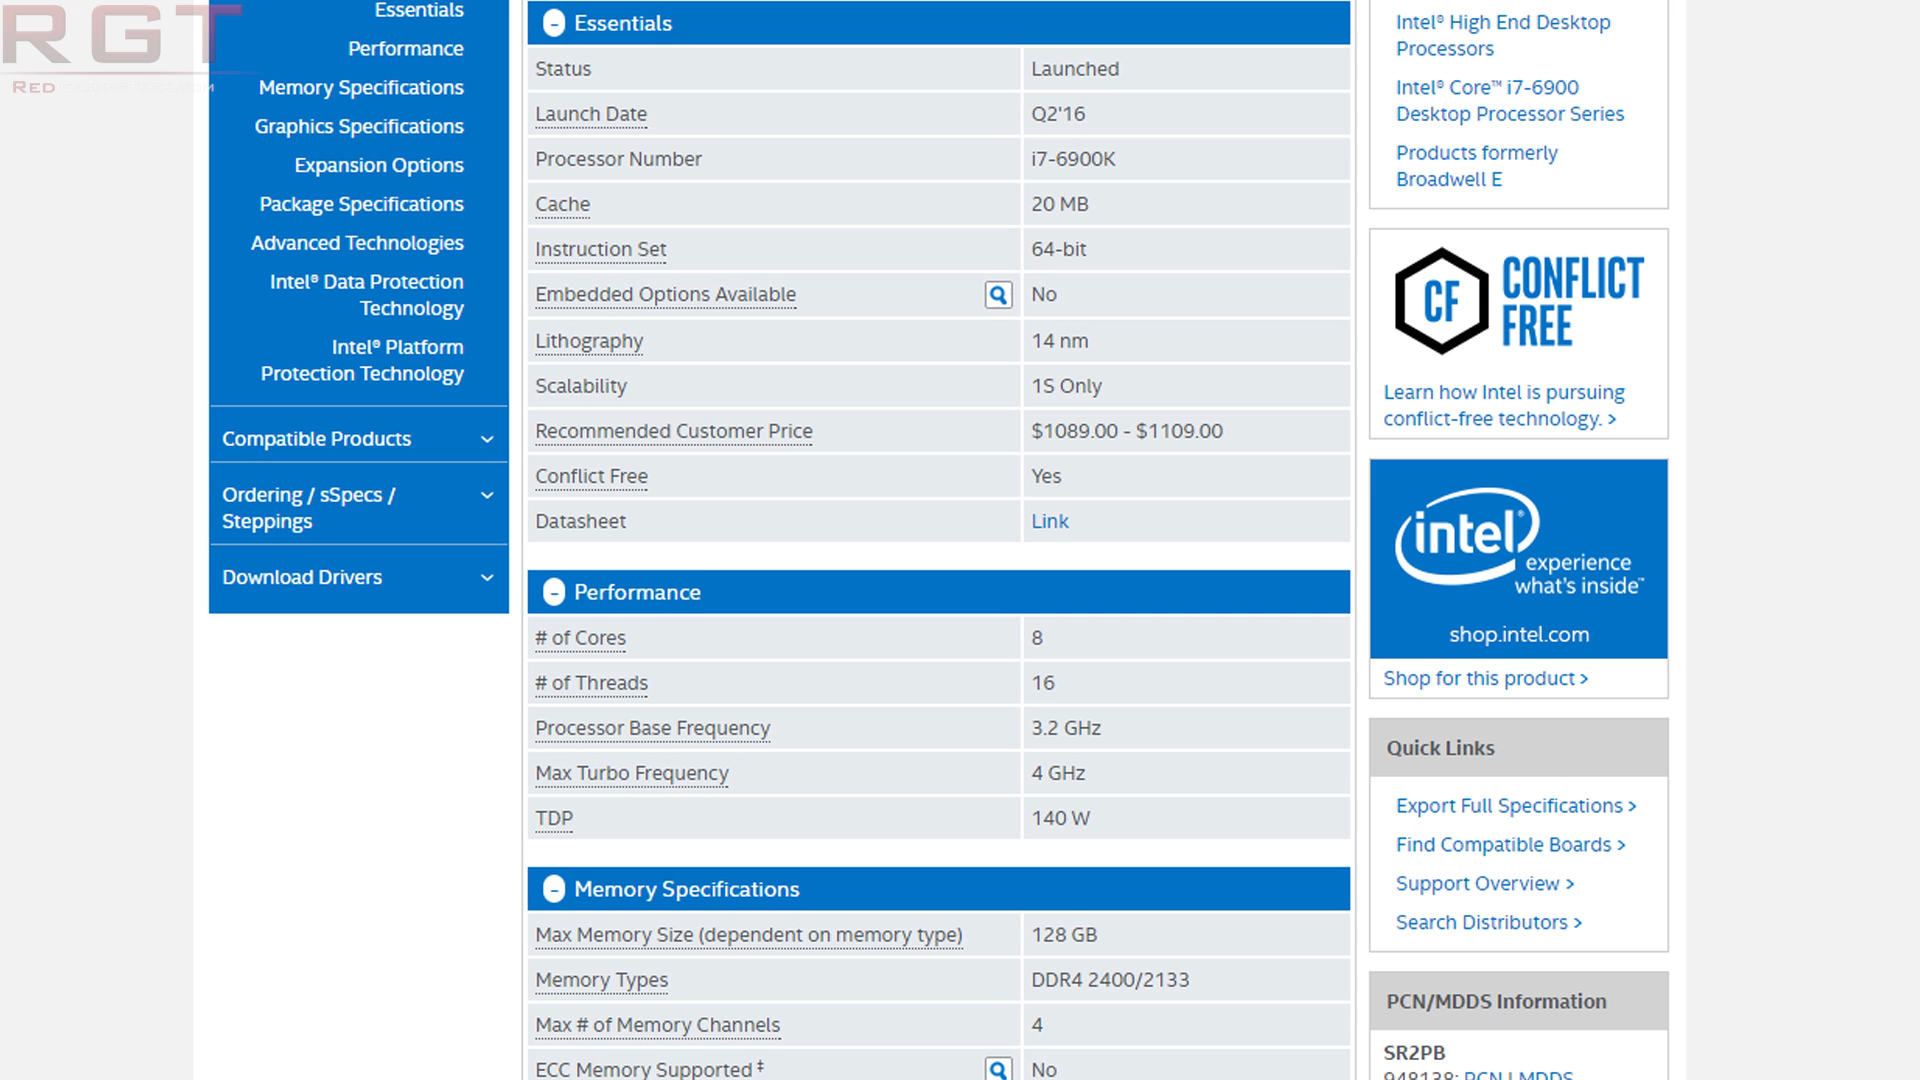 RGT
RED
Essentials
Performance
Memory Specifications
Graphics Specifications
Expansion Options
Package Specifications
Advanced Technologies
Intel® Data Protection
Technology
Intel® Platform
Protection Technology
Compatible Products
Ordering / sSpecs /
Steppings
Download Drivers
- Essentials
Status Launched
Launch Date Q2'16
Processor Number i7-6900K
Cache 20 MB
Instruction Set 64-bit
Embedded Options Available No
Lithography 14 nm
Scalability 1S Only
Recommended Customer Price $1089.00 - $1109.00
Conflict Free Yes
Datasheet Link
- Performance
# of Cores 8
# of Threads 16
Processor Base Frequency 3.2 GHz
Max Turbo Frequency 4 GHz
TDP 140 W
- Memory Specifications
Max Memory Size (dependent on memory type) 128 GB
Memory Types DDR4 2400/2133
Max # of Memory Channels 4
ECC Memory Supported ‡ No
Intel® High End Desktop
Processors
Intel® Core™ i7-6900
Desktop Processor Series
Products formerly
Broadwell E
CF CONFLICT
FREE
Learn how Intel is pursuing
conflict-free technology. >
intel®
experience
what's inside™
shop.intel.com
Shop for this product >
Quick Links
Export Full Specifications >
Find Compatible Boards >
Support Overview >
Search Distributors >
PCN/MDDS Information
SR2PB
948138: PCN | MDDS